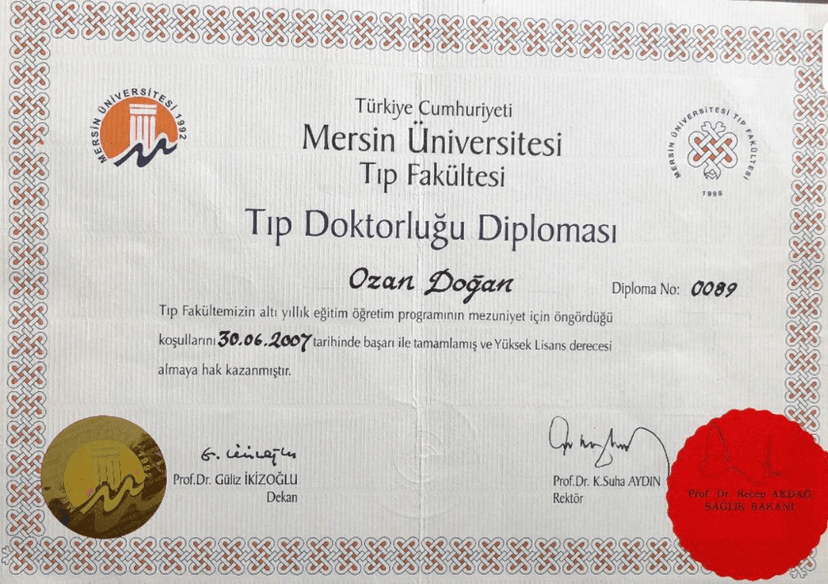 MERSİN ÜNİVERSİTESİ 1992
MERSİN ÜNİVERSİTESİ TIP FAKÜLTESİ
1998
Türkiye Cumhuriyeti
Mersin Üniversitesi
Tıp Fakültesi
Tıp Doktorluğu Diploması
Ozan Doğan
Diploma No: 0089
Tıp Fakültemizin altı yıllık eğitim öğretim programının mezuniyet için öngördüğü
koşullarını 30.06.2007 tarihinde başarı ile tamamlamış ve Yüksek Lisans derecesi
almaya hak kazanmıştır.
Prof.Dr. Güliz İKİZOĞLU
Dekan
Prof.Dr. K.Suha AYDIN
Rektör
Prof. Dr. Recep AKDAĞ
SAĞLIK BAKANI